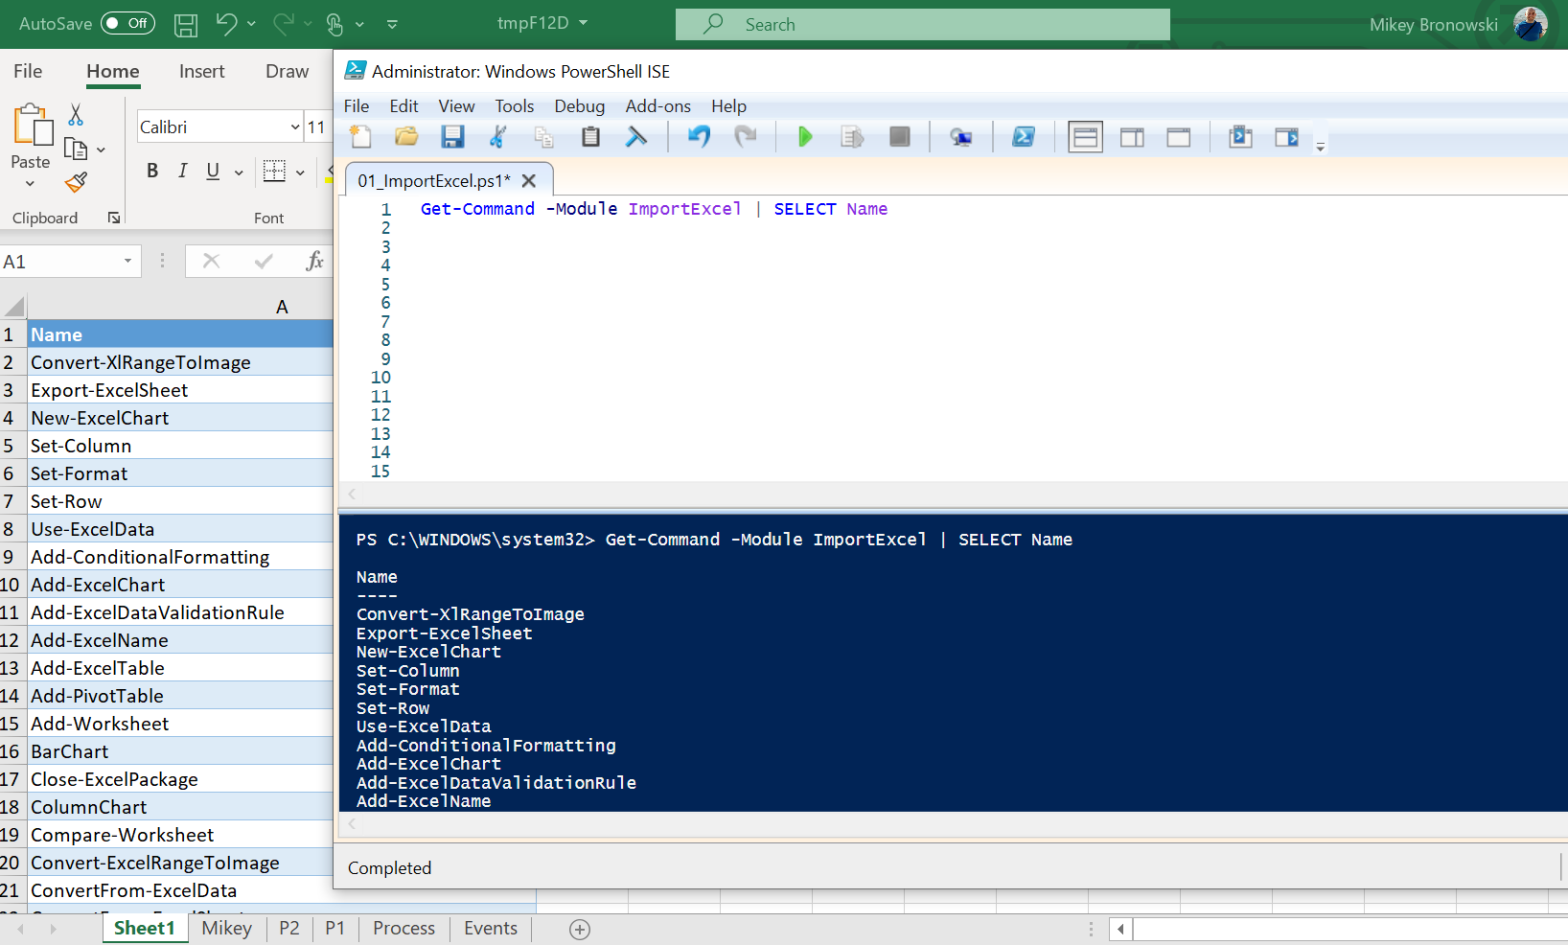 AutoSave Off
tmpF12D
Search
Mikey Bronowski
File Home Insert Draw
Calibri 11
Paste
B I U
Clipboard
Font
A1
fx
A
1 Name
2 Convert-XlRangeToImage
3 Export-ExcelSheet
4 New-ExcelChart
5 Set-Column
6 Set-Format
7 Set-Row
8 Use-ExcelData
9 Add-ConditionalFormatting
10 Add-ExcelChart
11 Add-ExcelDataValidationRule
12 Add-ExcelName
13 Add-ExcelTable
14 Add-PivotTable
15 Add-Worksheet
16 BarChart
17 Close-ExcelPackage
18 ColumnChart
19 Compare-Worksheet
20 Convert-ExcelRangeToImage
21 ConvertFrom-ExcelData
Sheet1 Mikey P2 P1 Process Events
Administrator: Windows PowerShell ISE
File Edit View Tools Debug Add-ons Help
01_ImportExcel.ps1*
1 Get-Command -Module ImportExcel | SELECT Name
2
3
4
5
6
7
8
9
10
11
12
13
14
15
PS C:\WINDOWS\system32> Get-Command -Module ImportExcel | SELECT Name
Name
----
Convert-XlRangeToImage
Export-ExcelSheet
New-ExcelChart
Set-Column
Set-Format
Set-Row
Use-ExcelData
Add-ConditionalFormatting
Add-ExcelChart
Add-ExcelDataValidationRule
Add-ExcelName
Completed